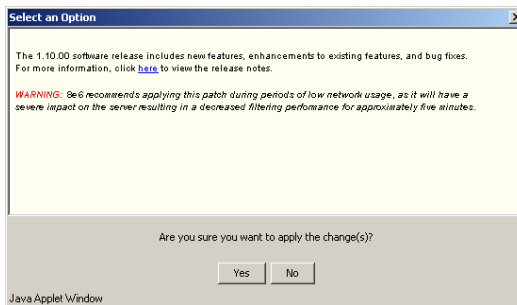 Select an Option
The 1.10.00 software release includes new features, enhancements to existing features, and bug fixes.
For more information, click here to view the release notes.
WARNING: 8e6 recommends applying this patch during periods of low network usage, as it will have a
severe impact on the server resulting in a decreased filtering performance for approximately five minutes.
Are you sure you want to apply the change(s)?
Yes No
Java Applet Window